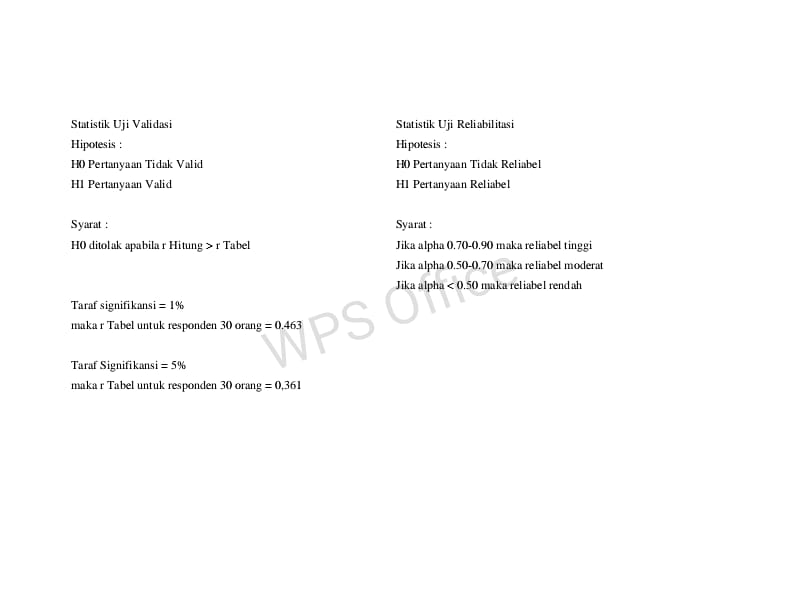 Statistik Uji Validasi
Hipotesis :
H0 Pertanyaan Tidak Valid
H1 Pertanyaan Valid
Syarat :
H0 ditolak apabila r Hitung > r Tabel
Taraf signifikansi = 1%
maka r Tabel untuk responden 30 orang = 0.463
Taraf Signifikansi = 5%
maka r Tabel untuk responden 30 orang = 0,361
Statistik Uji Reliabilitasi
Hipotesis :
H0 Pertanyaan Tidak Reliabel
H1 Pertanyaan Reliabel
Syarat :
Jika alpha 0.70-0.90 maka reliabel tinggi
Jika alpha 0.50-0.70 maka reliabel moderat
Jika alpha < 0.50 maka reliabel rendah
WPS Office